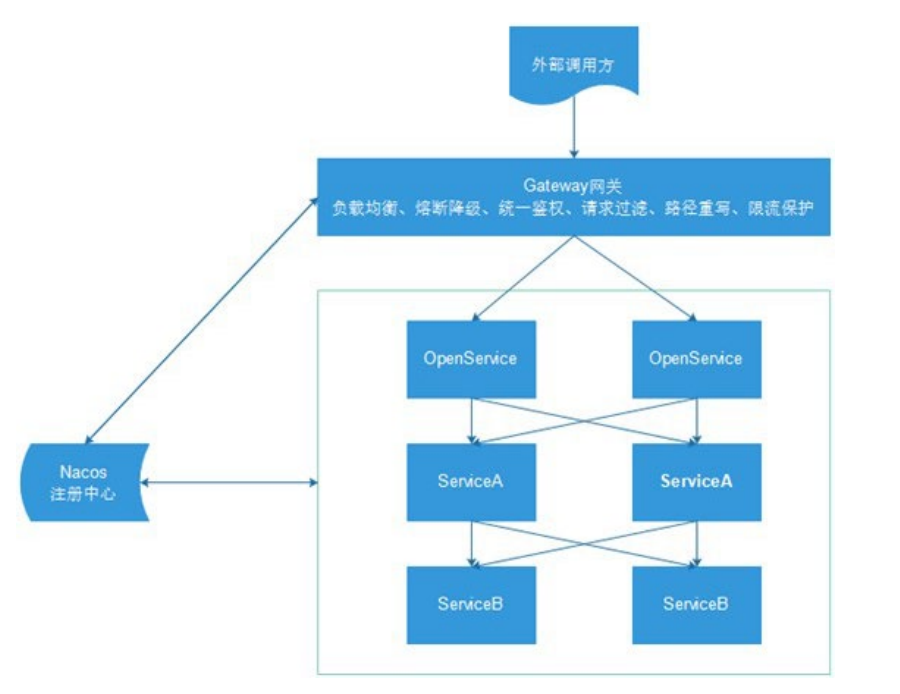 外部调用方
Gateway网关
负载均衡、熔断降级、统一鉴权、请求过滤、路径重写、限流保护
OpenService
OpenService
Nacos
注册中心
ServiceA
ServiceA
ServiceB
ServiceB